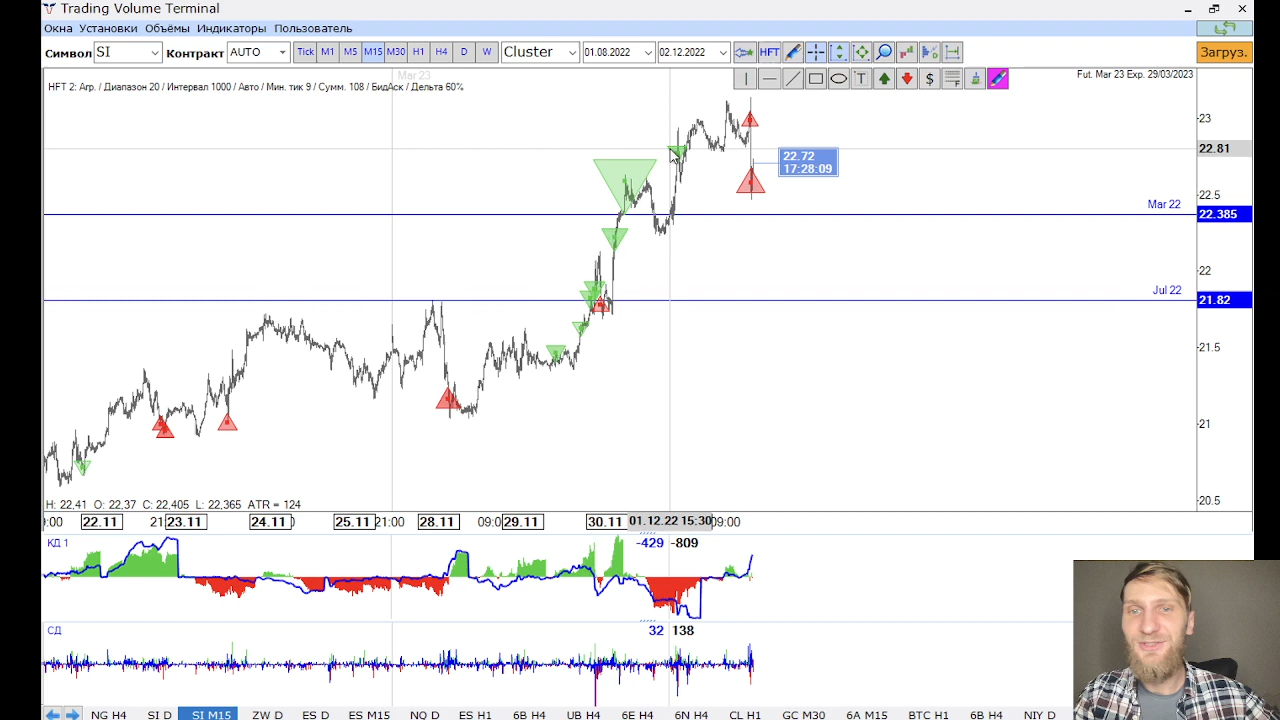 Trading Volume Terminal
Окна Установки Объёмы Индикаторы Пользователь
Символ SI Контракт AUTO Tick M1 M5 M15 M30 H1 H4 D W Cluster 01.08.2022 02.12.2022 HFT Загруз.
Mar 23
Fut. Mar 23 Exp. 29/03/2023
HFT 2: Агр. / Диапазон 20 / Интервал 1000 / Авто / Мин. тик 9 / Сумм. 108 / БидАск / Дельта 60%
23
22.81
22.72
17:28:09
22.5
Mar 22
22.385
22
Jul 22
21.82
21.5
21
20.5
H: 22,41 O: 22,37 C: 22,405 L: 22,365 ATR = 124
22.11 23.11 24.11 25.11 21:00 28.11 29.11 30.11 01.12.22 15:30 09:00
КД 1
-429 -809
СД
32 138
NG H4 SI D SI M15 ZW D ES D ES M15 NQ D ES H1 6B H4 UB H4 6E H4 6N H4 CL H1 GC M30 6A M15 BTC H1 6B H4 NIY D